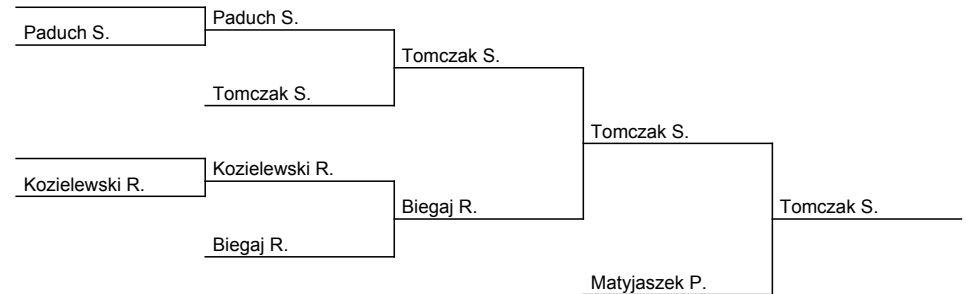 Paduch S.
Paduch S.
Tomczak S.
Tomczak S.
Tomczak S.
Kozielewski R.
Kozielewski R.
Biegaj R.
Tomczak S.
Biegaj R.
Matyjaszek P.